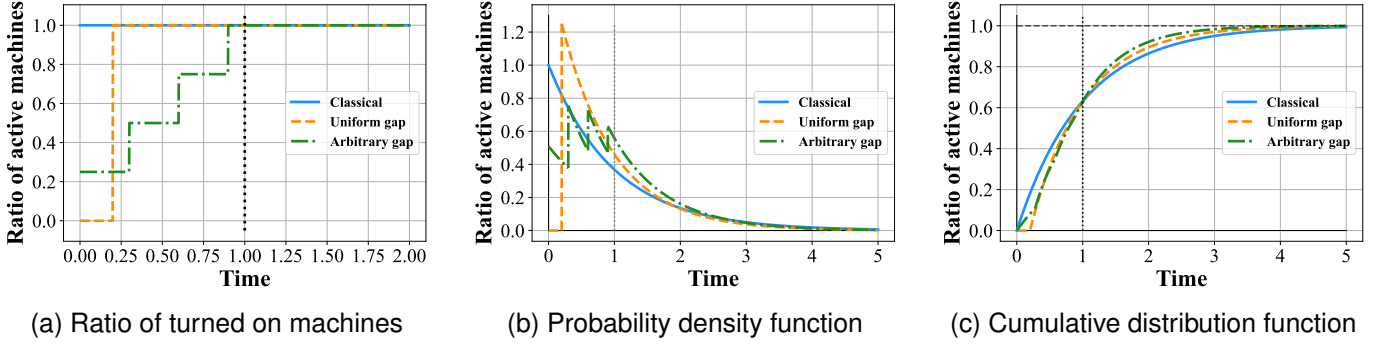 Ratio of active machines
1.0
0.8
0.6
0.4
0.2
0.0
Classical
Uniform gap
Arbitrary gap
0.00 0.25 0.50 0.75 1.00 1.25 1.50 1.75 2.00
Time
(a) Ratio of turned on machines
Ratio of active machines
1.2
1.0
0.8
0.6
0.4
0.2
0.0
Classical
Uniform gap
Arbitrary gap
0 1 2 3 4 5
Time
(b) Probability density function
Ratio of active machines
1.0
0.8
0.6
0.4
0.2
0.0
Classical
Uniform gap
Arbitrary gap
0 1 2 3 4 5
Time
(c) Cumulative distribution function